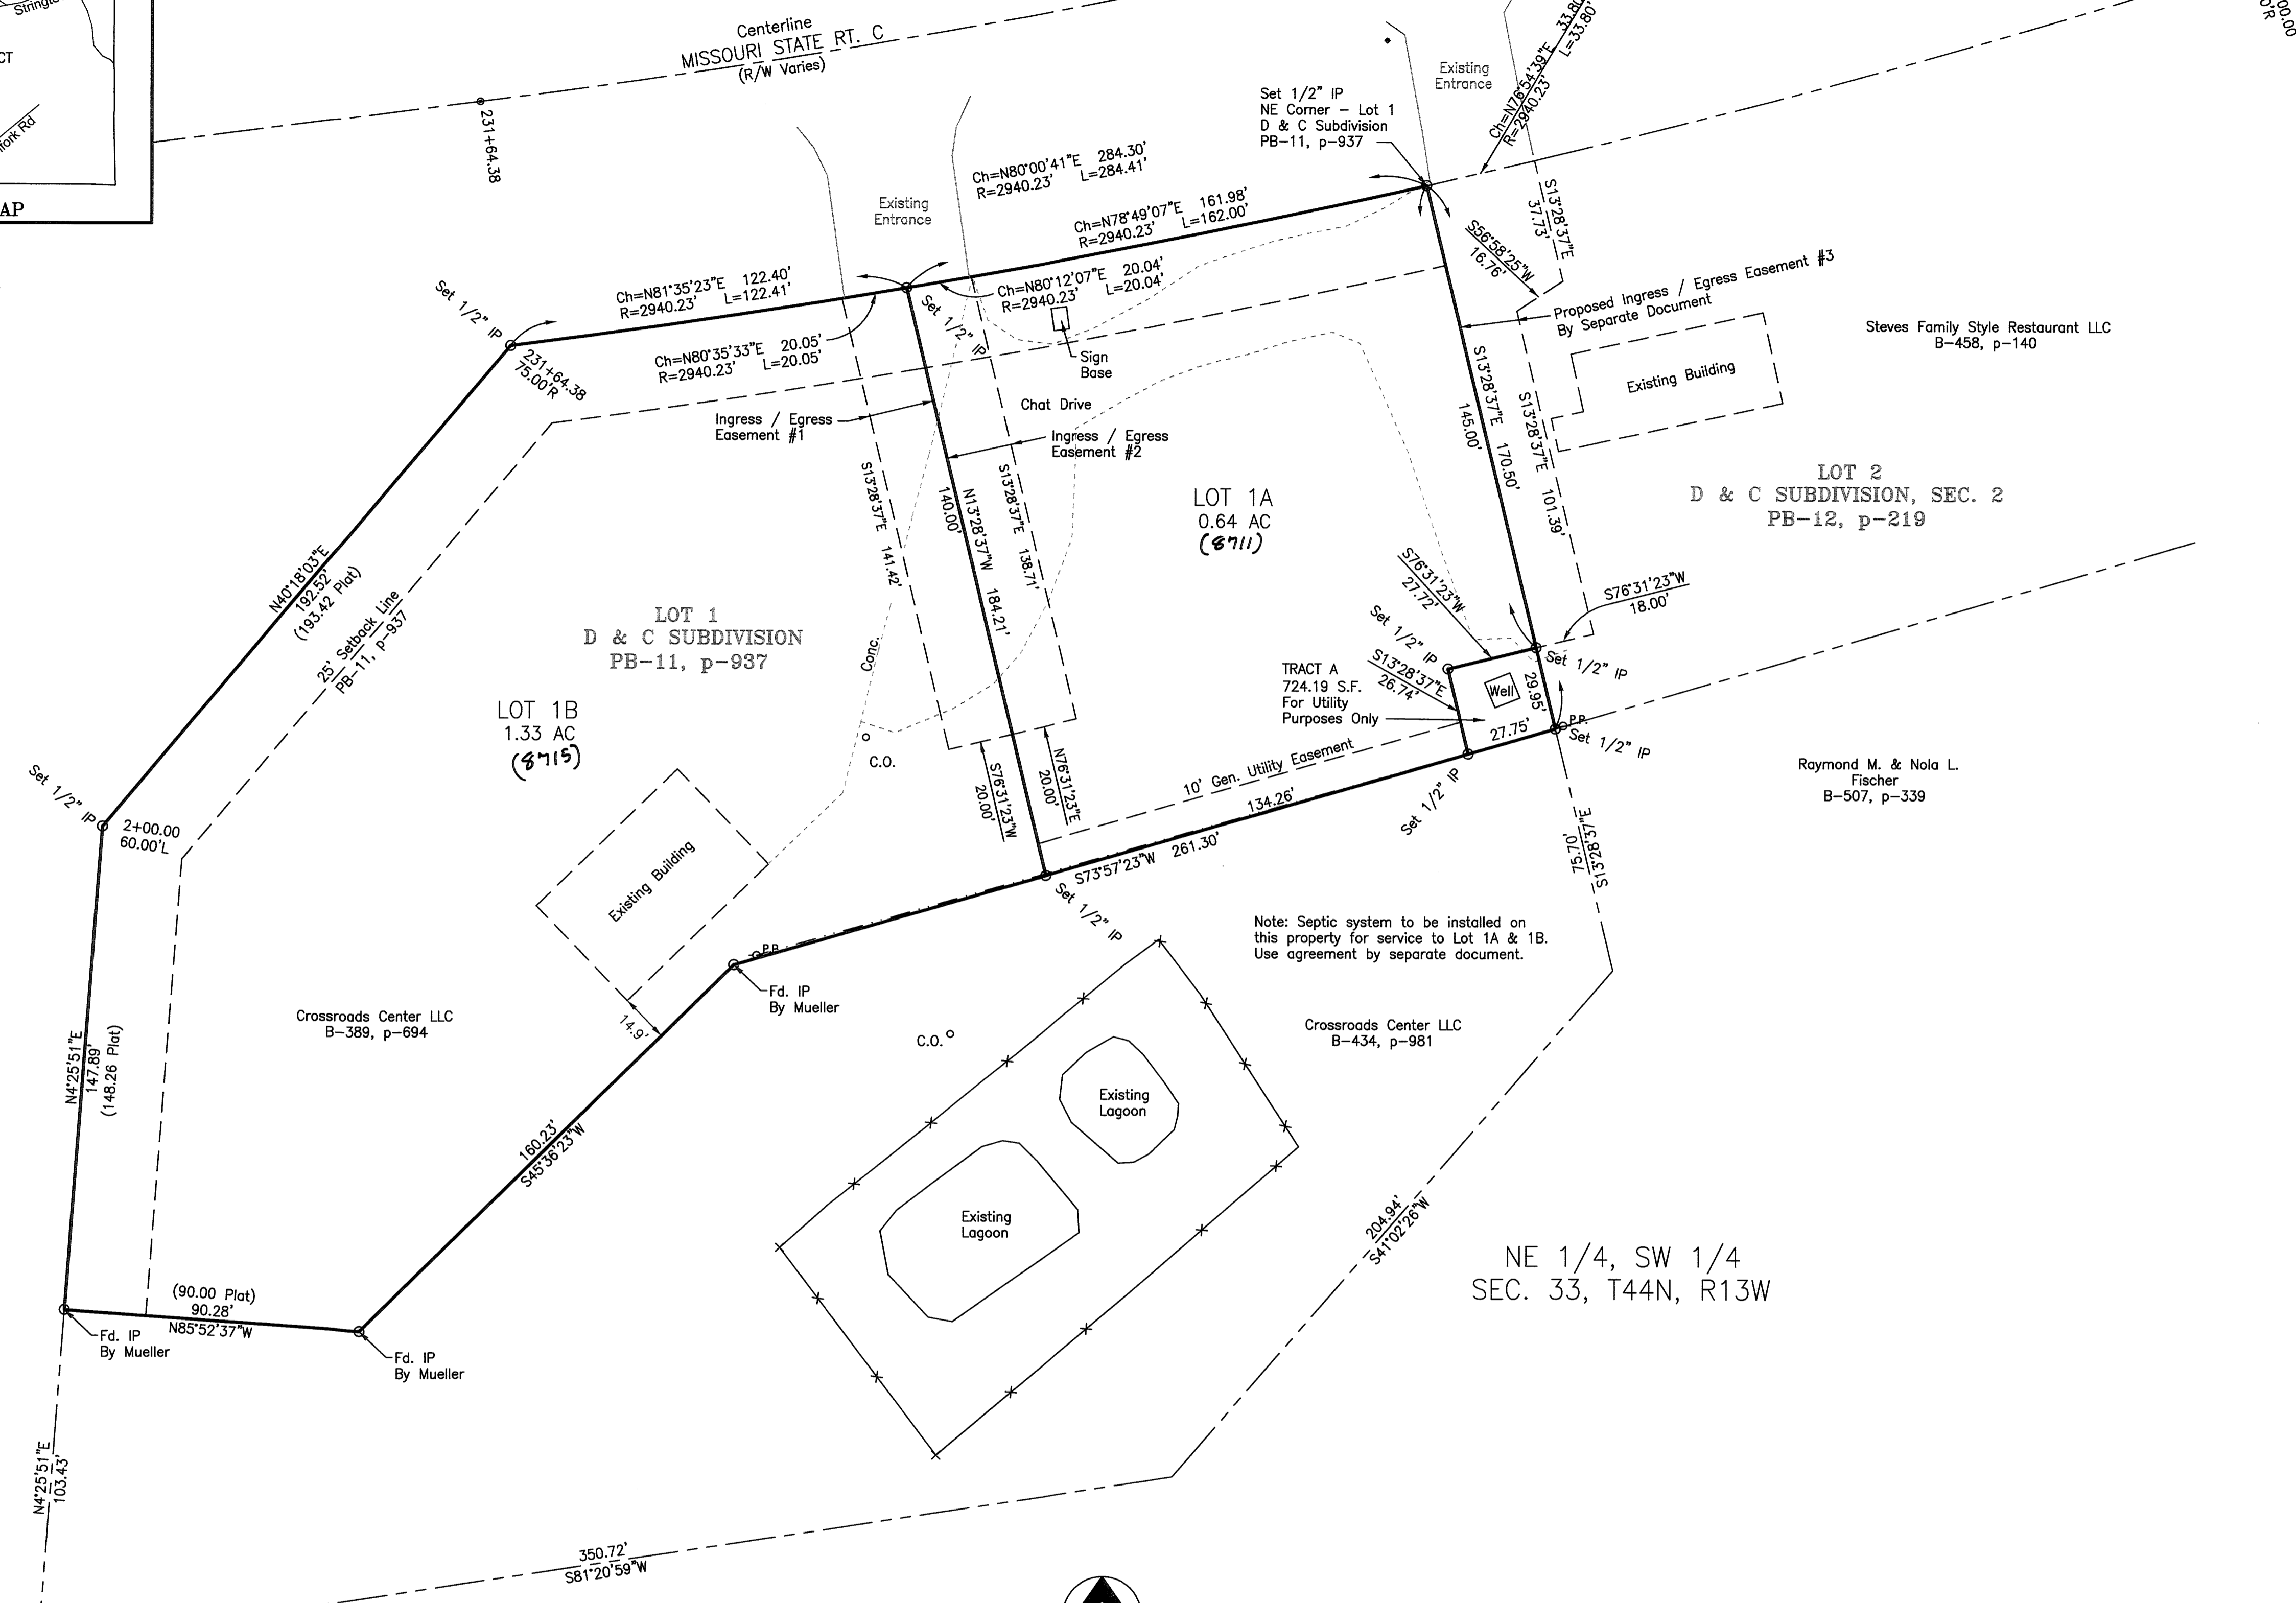 CT
AP
Centerline
MISSOURI STATE RT. C
(R/W Varies)
231+64.38
Existing
Entrance
Ch=N80°00'41"E 284.30'
R=2940.23' L=284.41'
Ch=N78°49'07"E 161.98'
R=2940.23' L=162.00'
Set 1/2" IP
NE Corner – Lot 1
D & C Subdivision
PB-11, p-937
Existing
Entrance
Ch=N76°54'39"E 33.80'
R=2940.23' L=33.80'
Set 1/2" IP
Ch=N81°35'23"E 122.40'
R=2940.23' L=122.41'
Ch=N80°12'07"E 20.04'
R=2940.23' L=20.04'
Set 1/2" IP
Ch=N80°35'33"E 20.05'
R=2940.23' L=20.05'
231+64.38
75.00'R
Sign
Base
Chat Drive
S13°28'37"E
37.73'
S56°58'25"W
16.76'
Proposed Ingress / Egress Easement #3
By Separate Document
Existing Building
Steves Family Style Restaurant LLC
B-458, p-140
Ingress / Egress
Easement #1
Ingress / Egress
Easement #2
S13°28'37"E 141.42'
N13°28'37"W 184.21'
140.00'
S13°28'37"E 138.71'
S13°28'37"E 170.50'
145.00'
S13°28'37"E 101.39'
LOT 1A
0.64 AC
(8711)
LOT 2
D & C SUBDIVISION, SEC. 2
PB-12, p-219
N40°18'03"E
192.52'
(193.42 Plat)
25' Setback Line
PB-11, p-937
LOT 1
D & C SUBDIVISION
PB-11, p-937
LOT 1B
1.33 AC
(8715)
Conc.
C.O.
S76°31'23"W
27.72'
S76°31'23"W
18.00'
Set 1/2" IP
S13°28'37"E
26.74'
TRACT A
724.19 S.F.
For Utility
Purposes Only
Well
29.95'
27.75'
Set 1/2" IP
P.P.
Set 1/2" IP
Set 1/2" IP
S76°31'23"W
20.00'
N76°31'23"E
20.00'
10' Gen. Utility Easement
134.26'
S73°57'23"W 261.30'
Set 1/2" IP
Raymond M. & Nola L.
Fischer
B-507, p-339
S13°28'37"E
75.70'
Set 1/2" IP
2+00.00
60.00'L
Existing Building
P.P.
Fd. IP
By Mueller
14.9'
Note: Septic system to be installed on
this property for service to Lot 1A & 1B.
Use agreement by separate document.
Crossroads Center LLC
B-389, p-694
Crossroads Center LLC
B-434, p-981
C.O.
Existing
Lagoon
Existing
Lagoon
N4°25'51"E
147.89'
(148.26 Plat)
160.23'
S45°36'23"W
204.94'
S41°02'26"W
NE 1/4, SW 1/4
SEC. 33, T44N, R13W
(90.00 Plat)
90.28'
N85°52'37"W
Fd. IP
By Mueller
Fd. IP
By Mueller
N4°25'51"E
103.43'
350.72'
S81°20'59"W